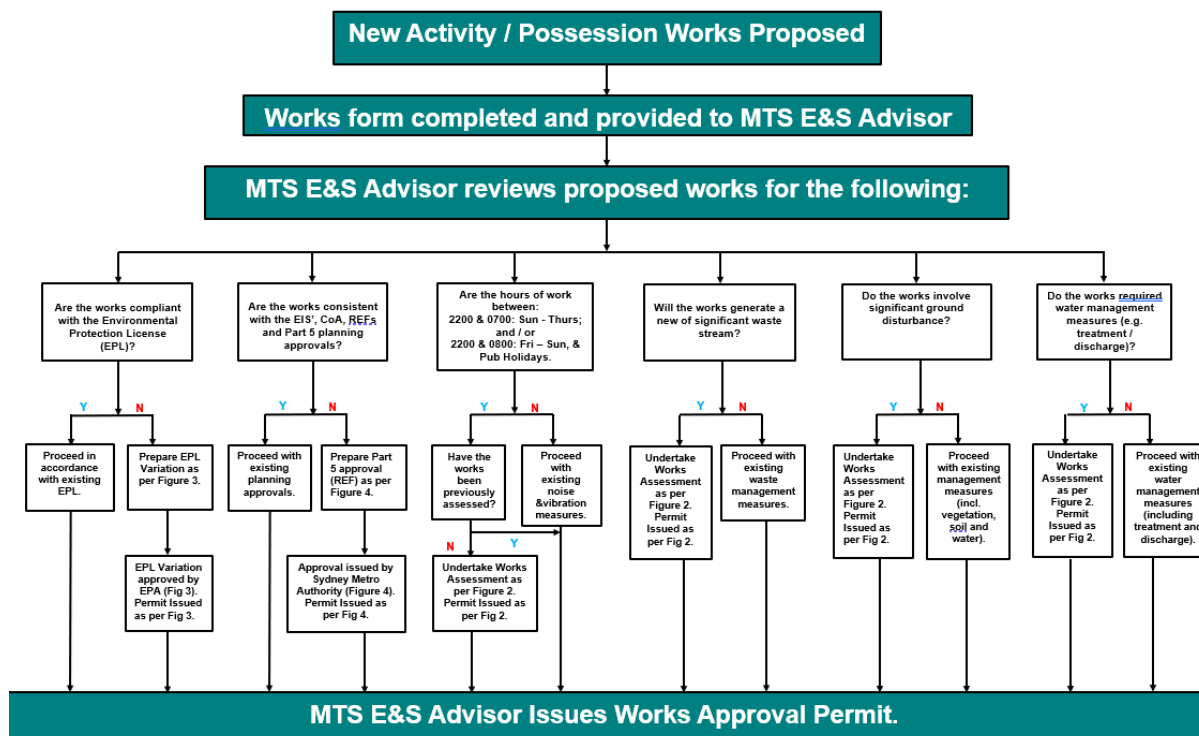 New Activity / Possession Works Proposed
Works form completed and provided to MTS E&S Advisor
MTS E&S Advisor reviews proposed works for the following:
Are the works compliant
with the Environmental
Protection License
(EPL)?
Are the works consistent
with the EIS', CoA, REFs
and Part 5 planning
approvals?
Are the hours of work
between:
2200 & 0700: Sun - Thurs;
and / or
2200 & 0800: Fri – Sun, &
Pub Holidays.
Will the works generate a
new of significant waste
stream?
Do the works involve
significant ground
disturbance?
Do the works required
water management
measures (e.g.
treatment /
discharge)?
Y
N
Y
N
Y
N
Y
N
Y
N
Y
N
Proceed in
accordance
with existing
EPL.
Prepare EPL
Variation as
per Figure 3.
Proceed with
existing
planning
approvals.
Prepare Part
5 approval
(REF) as per
Figure 4.
Have the
works
been
previously
assessed?
Proceed
with
existing
noise
&vibration
measures.
Undertake
Works
Assessment
as per
Figure 2.
Permit
Issued as
per Fig 2.
Proceed with
existing
waste
management
measures.
Undertake
Works
Assessment
as per
Figure 2.
Permit
Issued as
per Fig 2.
Proceed
with existing
management
measures
(incl.
vegetation,
soil and
water).
Undertake
Works
Assessment
as per
Figure 2.
Permit
Issued as
per Fig 2.
Proceed with
existing
water
management
measures
(including
treatment and
discharge).
N
Y
EPL Variation
approved by
EPA (Fig 3).
Permit Issued
as per Fig 3.
Approval issued by
Sydney Metro
Authority (Figure 4).
Permit Issued as
per Fig 4.
Undertake Works
Assessment as
per Figure 2.
Permit Issued as
per Fig 2.
MTS E&S Advisor Issues Works Approval Permit.